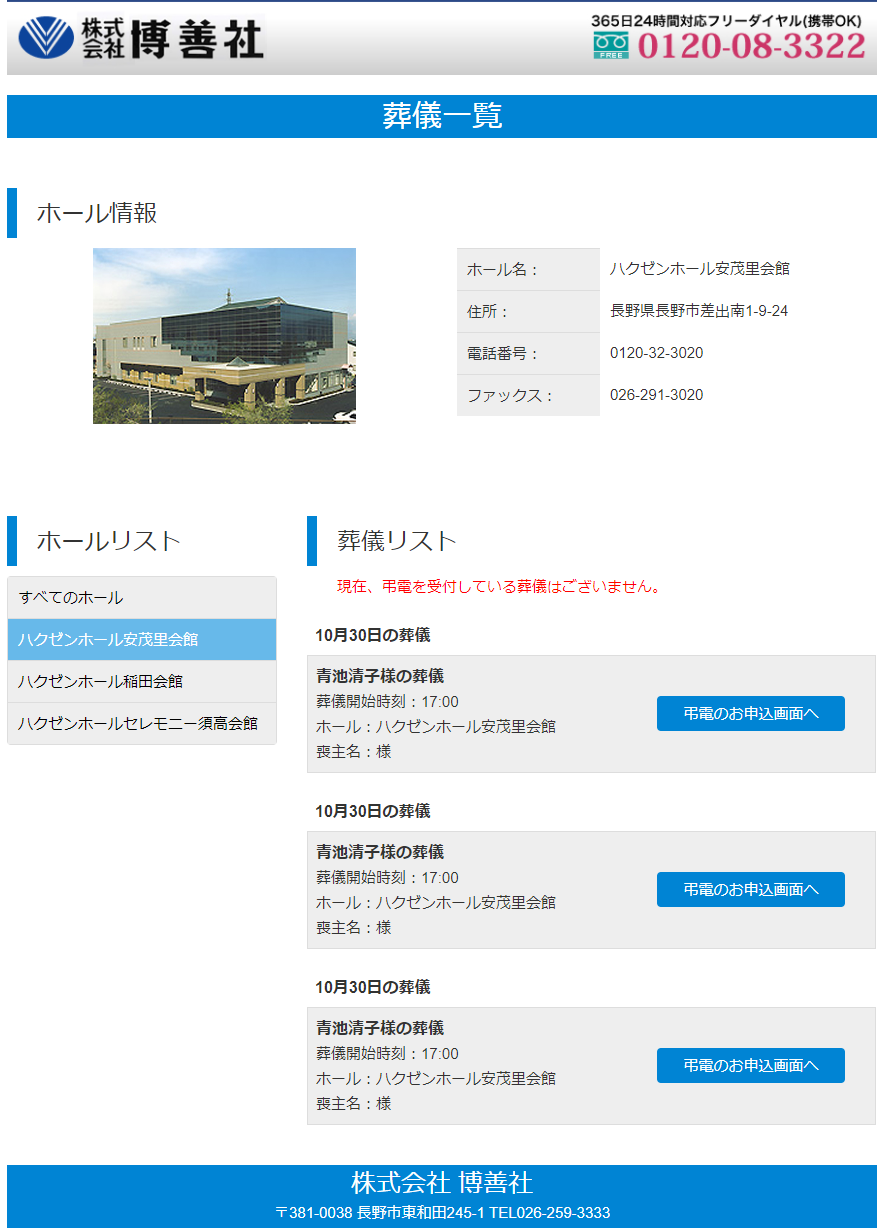 株式会社 博善社
365日24時間対応フリーダイヤル(携帯OK)
FREE 0120-08-3322
葬儀一覧
ホール情報
ホール名： ハクゼンホール安茂里会館
住所： 長野県長野市差出南1-9-24
電話番号： 0120-32-3020
ファックス： 026-291-3020
ホールリスト
すべてのホール
ハクゼンホール安茂里会館
ハクゼンホール稲田会館
ハクゼンホールセレモニー須高会館
葬儀リスト
現在、弔電を受付している葬儀はございません。
10月30日の葬儀
青池清子様の葬儀
葬儀開始時刻：17:00
ホール：ハクゼンホール安茂里会館
喪主名：様
弔電のお申込画面へ
10月30日の葬儀
青池清子様の葬儀
葬儀開始時刻：17:00
ホール：ハクゼンホール安茂里会館
喪主名：様
弔電のお申込画面へ
10月30日の葬儀
青池清子様の葬儀
葬儀開始時刻：17:00
ホール：ハクゼンホール安茂里会館
喪主名：様
弔電のお申込画面へ
株式会社 博善社
〒381-0038 長野市東和田245-1 TEL026-259-3333